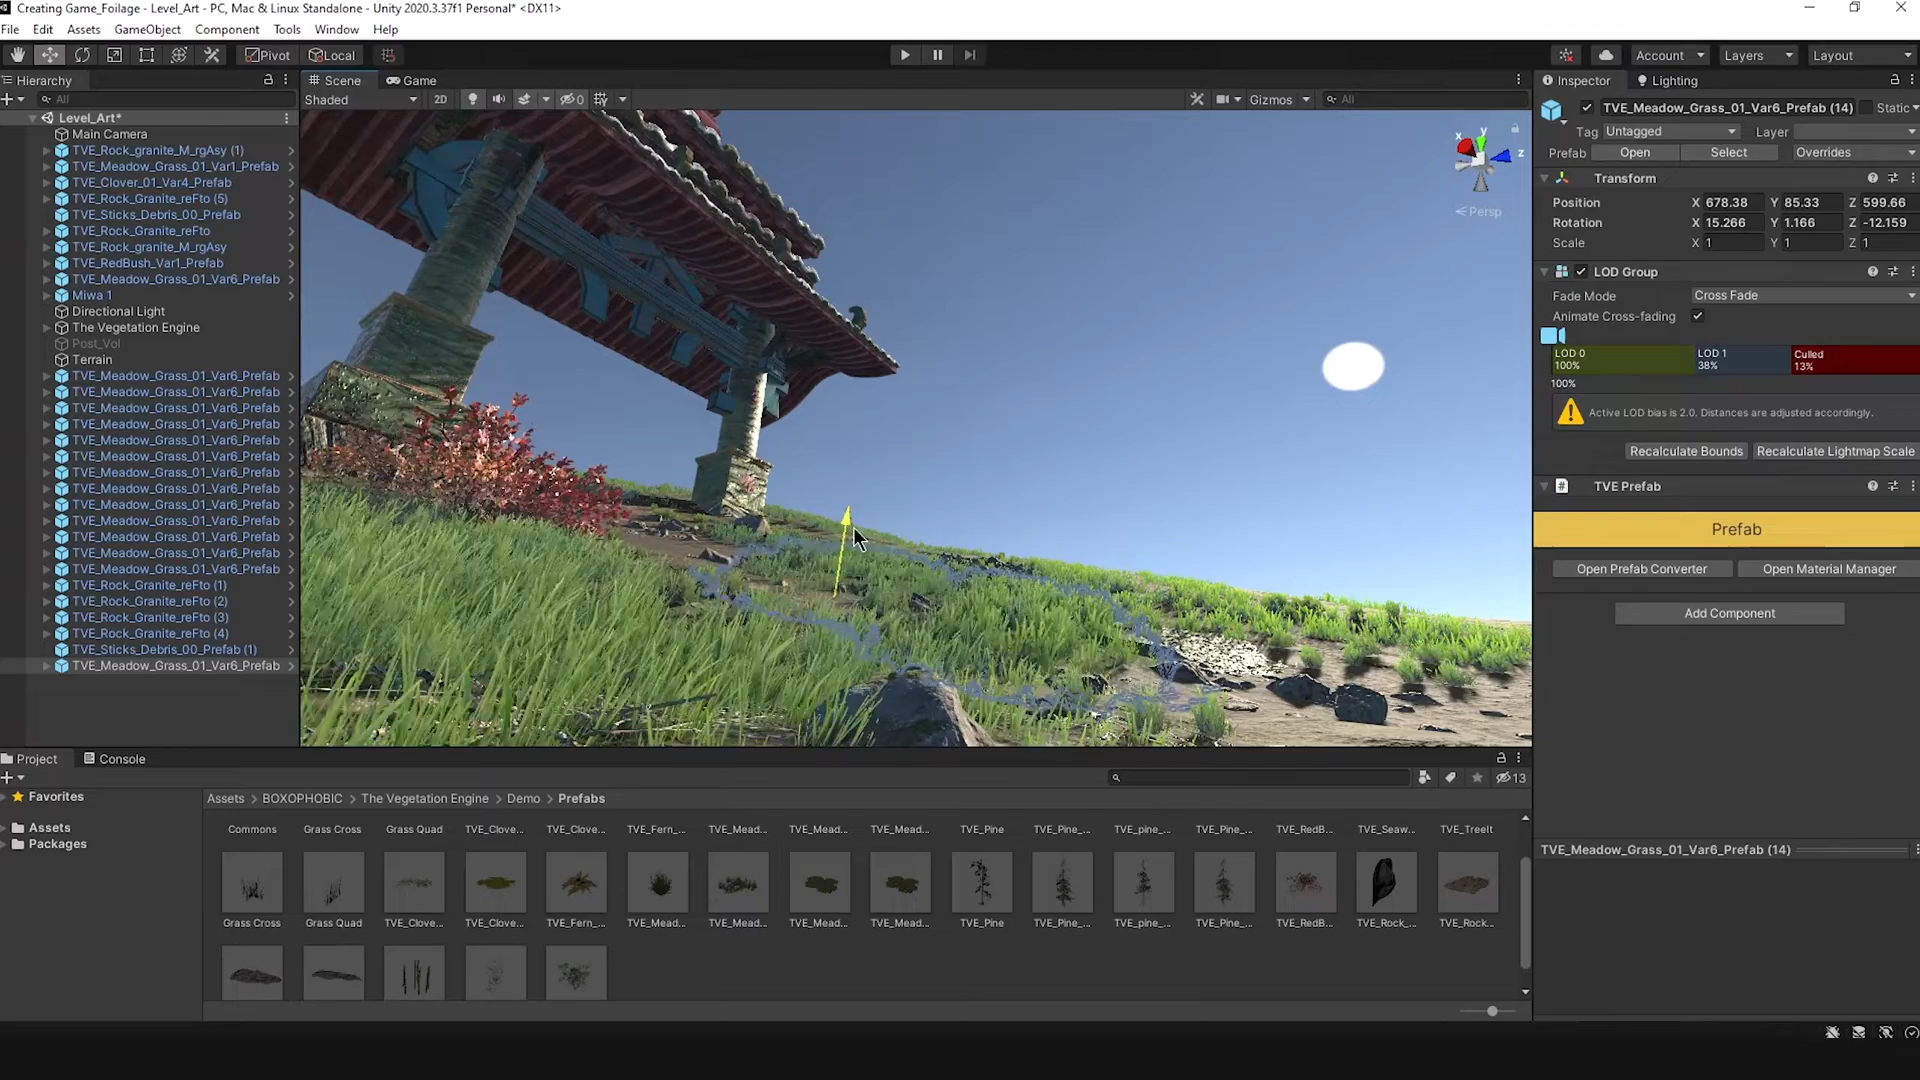 Creating Game_Foilage - Level_Art - PC, Mac & Linux Standalone - Unity 2020.3.37f1 Personal* <DX11>
File Edit Assets GameObject Component Tools Window Help
Pivot Local
Account Layers Layout
Hierarchy
All
Level_Art*
Main Camera
TVE_Rock_granite_M_rgAsy (1)
TVE_Meadow_Grass_01_Var1_Prefab
TVE_Clover_01_Var4_Prefab
TVE_Rock_Granite_reFto (5)
TVE_Sticks_Debris_00_Prefab
TVE_Rock_Granite_reFto
TVE_Rock_granite_M_rgAsy
TVE_RedBush_Var1_Prefab
TVE_Meadow_Grass_01_Var6_Prefab
Miwa 1
Directional Light
The Vegetation Engine
Post_Vol
Terrain
TVE_Meadow_Grass_01_Var6_Prefab
TVE_Meadow_Grass_01_Var6_Prefab
TVE_Meadow_Grass_01_Var6_Prefab
TVE_Meadow_Grass_01_Var6_Prefab
TVE_Meadow_Grass_01_Var6_Prefab
TVE_Meadow_Grass_01_Var6_Prefab
TVE_Meadow_Grass_01_Var6_Prefab
TVE_Meadow_Grass_01_Var6_Prefab
TVE_Meadow_Grass_01_Var6_Prefab
TVE_Meadow_Grass_01_Var6_Prefab
TVE_Meadow_Grass_01_Var6_Prefab
TVE_Meadow_Grass_01_Var6_Prefab
TVE_Meadow_Grass_01_Var6_Prefab
TVE_Rock_Granite_reFto (1)
TVE_Rock_Granite_reFto (2)
TVE_Rock_Granite_reFto (3)
TVE_Rock_Granite_reFto (4)
TVE_Sticks_Debris_00_Prefab (1)
TVE_Meadow_Grass_01_Var6_Prefab
Scene Game
Shaded 2D 0 Gizmos All
x y z
Persp
Inspector Lighting
TVE_Meadow_Grass_01_Var6_Prefab (14) Static
Tag Untagged Layer
Prefab Open Select Overrides
Transform
Position X 678.38 Y 85.33 Z 599.66
Rotation X 15.266 Y 1.166 Z -12.159
Scale X 1 Y 1 Z 1
LOD Group
Fade Mode Cross Fade
Animate Cross-fading
LOD 0 LOD 1 Culled
100% 38% 13%
100%
Active LOD bias is 2.0. Distances are adjusted accordingly.
Recalculate Bounds Recalculate Lightmap Scale
TVE Prefab
Prefab
Open Prefab Converter Open Material Manager
Add Component
TVE_Meadow_Grass_01_Var6_Prefab (14)
Project Console
13
Favorites
Assets
Packages
Assets > BOXOPHOBIC > The Vegetation Engine > Demo > Prefabs
Commons Grass Cross Grass Quad TVE_Clove... TVE_Clove... TVE_Fern_... TVE_Mead... TVE_Mead... TVE_Mead... TVE_Pine TVE_Pine_... TVE_pine_... TVE_Pine_... TVE_RedB... TVE_Seaw... TVE_TreeIt
Grass Cross Grass Quad TVE_Clove... TVE_Clove... TVE_Fern_... TVE_Mead... TVE_Mead... TVE_Mead... TVE_Mead... TVE_Pine TVE_Pine_... TVE_pine_... TVE_Pine_... TVE_RedB... TVE_Rock_... TVE_Rock...